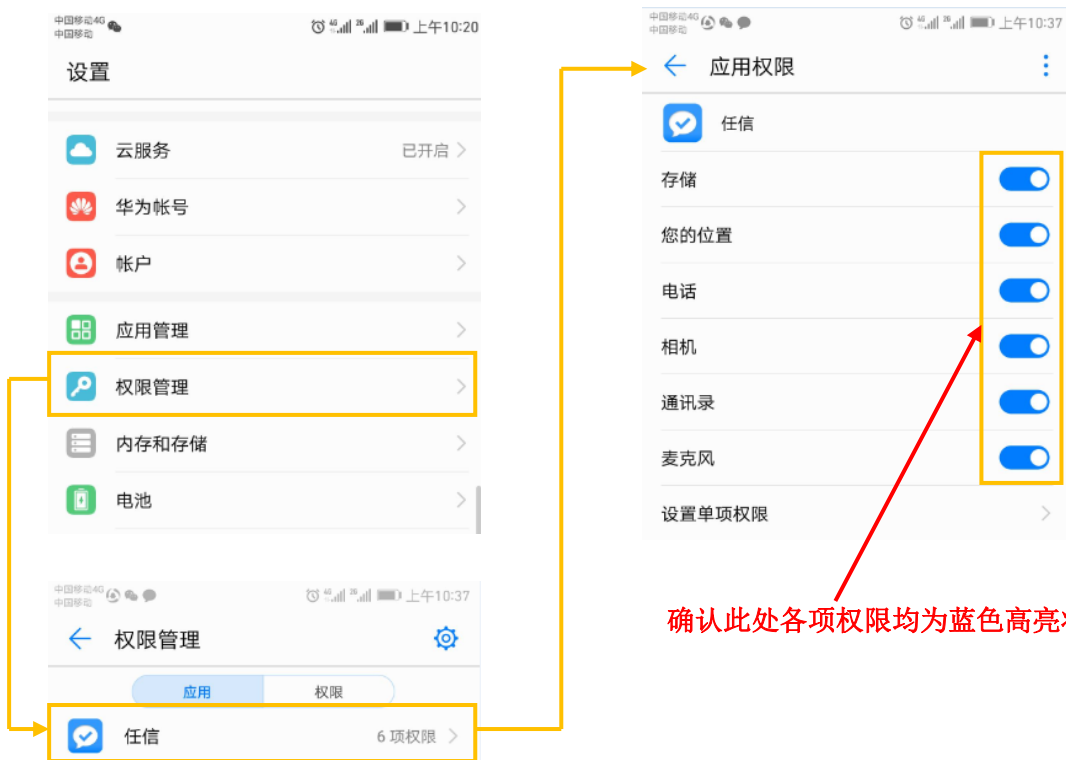 中国移动4G
中国移动
4G 2G 上午10:20
设置
云服务 已开启
华为帐号
帐户
应用管理
权限管理
内存和存储
电池
中国移动4G
中国移动
4G 2G 上午10:37
权限管理
应用 权限
任信 6 项权限
中国移动4G
中国移动
4G 2G 上午10:37
应用权限
任信
存储
您的位置
电话
相机
通讯录
麦克风
设置单项权限
确认此处各项权限均为蓝色高亮